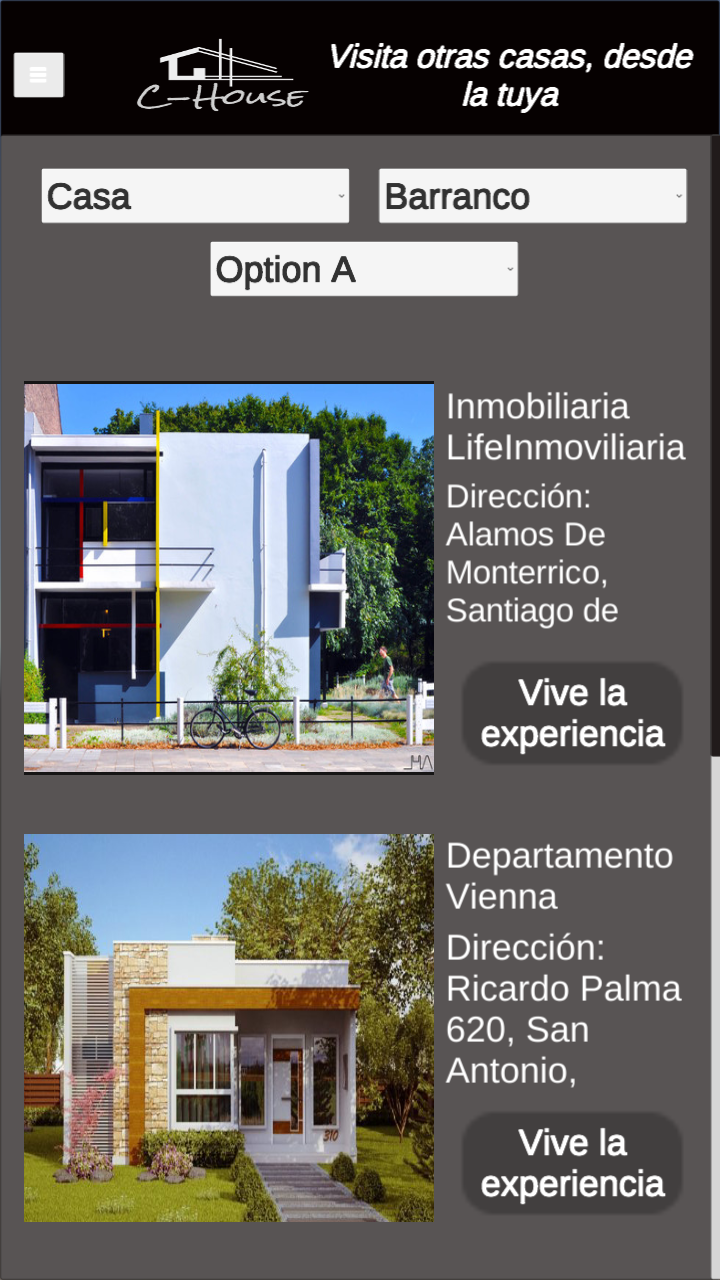 C-House
Visita otras casas, desde
la tuya
Casa
Barranco
Option A
Inmobiliaria
LifeInmoviliaria
Dirección:
Alamos De
Monterrico,
Santiago de
Vive la
experiencia
Departamento
Vienna
Dirección:
Ricardo Palma
620, San
Antonio,
310
Vive la
experiencia